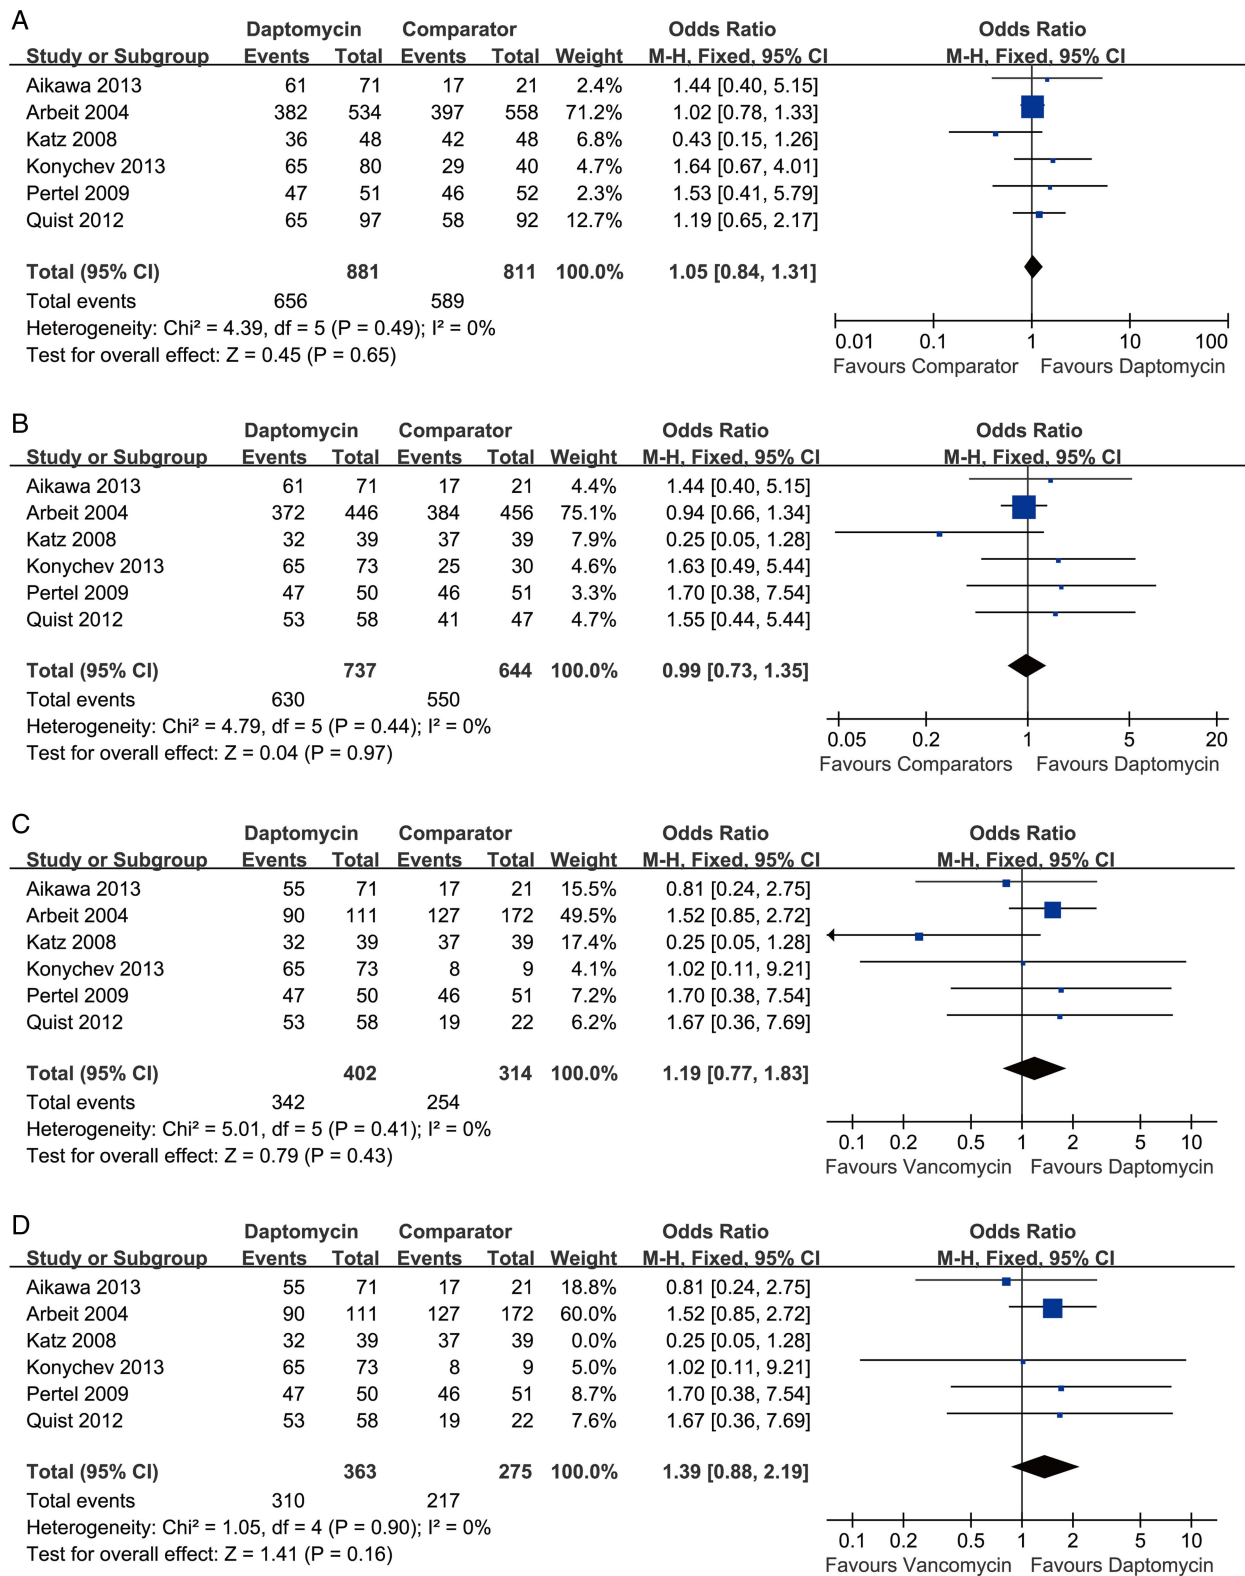 A
Daptomycin Comparator Odds Ratio Odds Ratio
Study or Subgroup Events Total Events Total Weight M-H, Fixed, 95% CI M-H, Fixed, 95% CI
Aikawa 2013 61 71 17 21 2.4% 1.44 [0.40, 5.15]
Arbeit 2004 382 534 397 558 71.2% 1.02 [0.78, 1.33]
Katz 2008 36 48 42 48 6.8% 0.43 [0.15, 1.26]
Konychev 2013 65 80 29 40 4.7% 1.64 [0.67, 4.01]
Pertel 2009 47 51 46 52 2.3% 1.53 [0.41, 5.79]
Quist 2012 65 97 58 92 12.7% 1.19 [0.65, 2.17]
Total (95% CI) 881 811 100.0% 1.05 [0.84, 1.31]
Total events 656 589
Heterogeneity: Chi² = 4.39, df = 5 (P = 0.49); I² = 0%
Test for overall effect: Z = 0.45 (P = 0.65)
0.01 0.1 1 10 100
Favours Comparator Favours Daptomycin
B
Daptomycin Comparator Odds Ratio Odds Ratio
Study or Subgroup Events Total Events Total Weight M-H, Fixed, 95% CI M-H, Fixed, 95% CI
Aikawa 2013 61 71 17 21 4.4% 1.44 [0.40, 5.15]
Arbeit 2004 372 446 384 456 75.1% 0.94 [0.66, 1.34]
Katz 2008 32 39 37 39 7.9% 0.25 [0.05, 1.28]
Konychev 2013 65 73 25 30 4.6% 1.63 [0.49, 5.44]
Pertel 2009 47 50 46 51 3.3% 1.70 [0.38, 7.54]
Quist 2012 53 58 41 47 4.7% 1.55 [0.44, 5.44]
Total (95% CI) 737 644 100.0% 0.99 [0.73, 1.35]
Total events 630 550
Heterogeneity: Chi² = 4.79, df = 5 (P = 0.44); I² = 0%
Test for overall effect: Z = 0.04 (P = 0.97)
0.05 0.2 1 5 20
Favours Comparators Favours Daptomycin
C
Daptomycin Comparator Odds Ratio Odds Ratio
Study or Subgroup Events Total Events Total Weight M-H, Fixed, 95% CI M-H, Fixed, 95% CI
Aikawa 2013 55 71 17 21 15.5% 0.81 [0.24, 2.75]
Arbeit 2004 90 111 127 172 49.5% 1.52 [0.85, 2.72]
Katz 2008 32 39 37 39 17.4% 0.25 [0.05, 1.28]
Konychev 2013 65 73 8 9 4.1% 1.02 [0.11, 9.21]
Pertel 2009 47 50 46 51 7.2% 1.70 [0.38, 7.54]
Quist 2012 53 58 19 22 6.2% 1.67 [0.36, 7.69]
Total (95% CI) 402 314 100.0% 1.19 [0.77, 1.83]
Total events 342 254
Heterogeneity: Chi² = 5.01, df = 5 (P = 0.41); I² = 0%
Test for overall effect: Z = 0.79 (P = 0.43)
0.1 0.2 0.5 1 2 5 10
Favours Vancomycin Favours Daptomycin
D
Daptomycin Comparator Odds Ratio Odds Ratio
Study or Subgroup Events Total Events Total Weight M-H, Fixed, 95% CI M-H, Fixed, 95% CI
Aikawa 2013 55 71 17 21 18.8% 0.81 [0.24, 2.75]
Arbeit 2004 90 111 127 172 60.0% 1.52 [0.85, 2.72]
Katz 2008 32 39 37 39 0.0% 0.25 [0.05, 1.28]
Konychev 2013 65 73 8 9 5.0% 1.02 [0.11, 9.21]
Pertel 2009 47 50 46 51 8.7% 1.70 [0.38, 7.54]
Quist 2012 53 58 19 22 7.6% 1.67 [0.36, 7.69]
Total (95% CI) 363 275 100.0% 1.39 [0.88, 2.19]
Total events 310 217
Heterogeneity: Chi² = 1.05, df = 4 (P = 0.90); I² = 0%
Test for overall effect: Z = 1.41 (P = 0.16)
0.1 0.2 0.5 1 2 5 10
Favours Vancomycin Favours Daptomycin